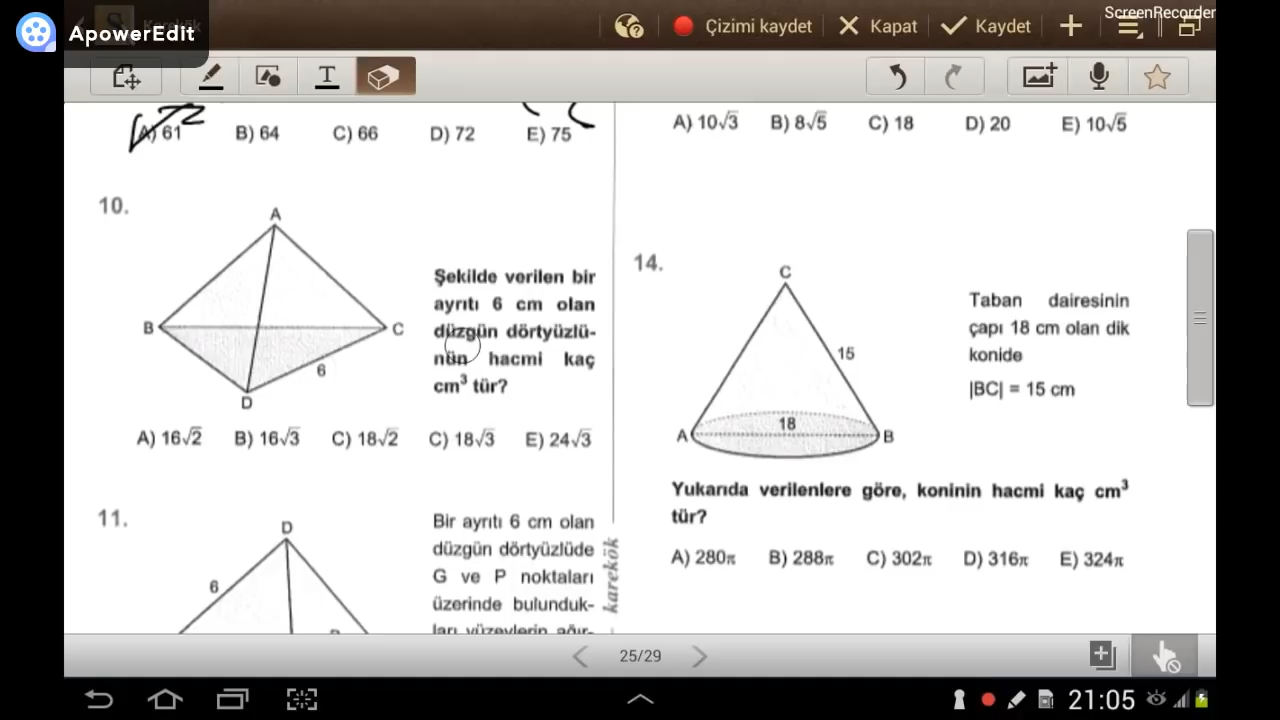 ScreenRecorder
ApowerEdit
Çizimi kaydet
Kapat
Kaydet
T
A) 61
B) 64
C) 66
D) 72
E) 75
72
A) 10√3
B) 8√5
C) 18
D) 20
E) 10√5
10.
A
B
C
D
6
Şekilde verilen bir
ayrıtı 6 cm olan
düzgün dörtyüzlü-
nün hacmi kaç
cm³ tür?
A) 16√2
B) 16√3
C) 18√2
C) 18√3
E) 24√3
11.
D
6
Bir ayrıtı 6 cm olan
düzgün dörtyüzlüde
G ve P noktaları
üzerinde bulunduk-
ları yüzeylerin ağır-
karekök
14.
C
15
18
A
B
Taban dairesinin
çapı 18 cm olan dik
konide
|BC| = 15 cm
Yukarıda verilenlere göre, koninin hacmi kaç cm³
tür?
A) 280π
B) 288π
C) 302π
D) 316π
E) 324π
25/29
21:05